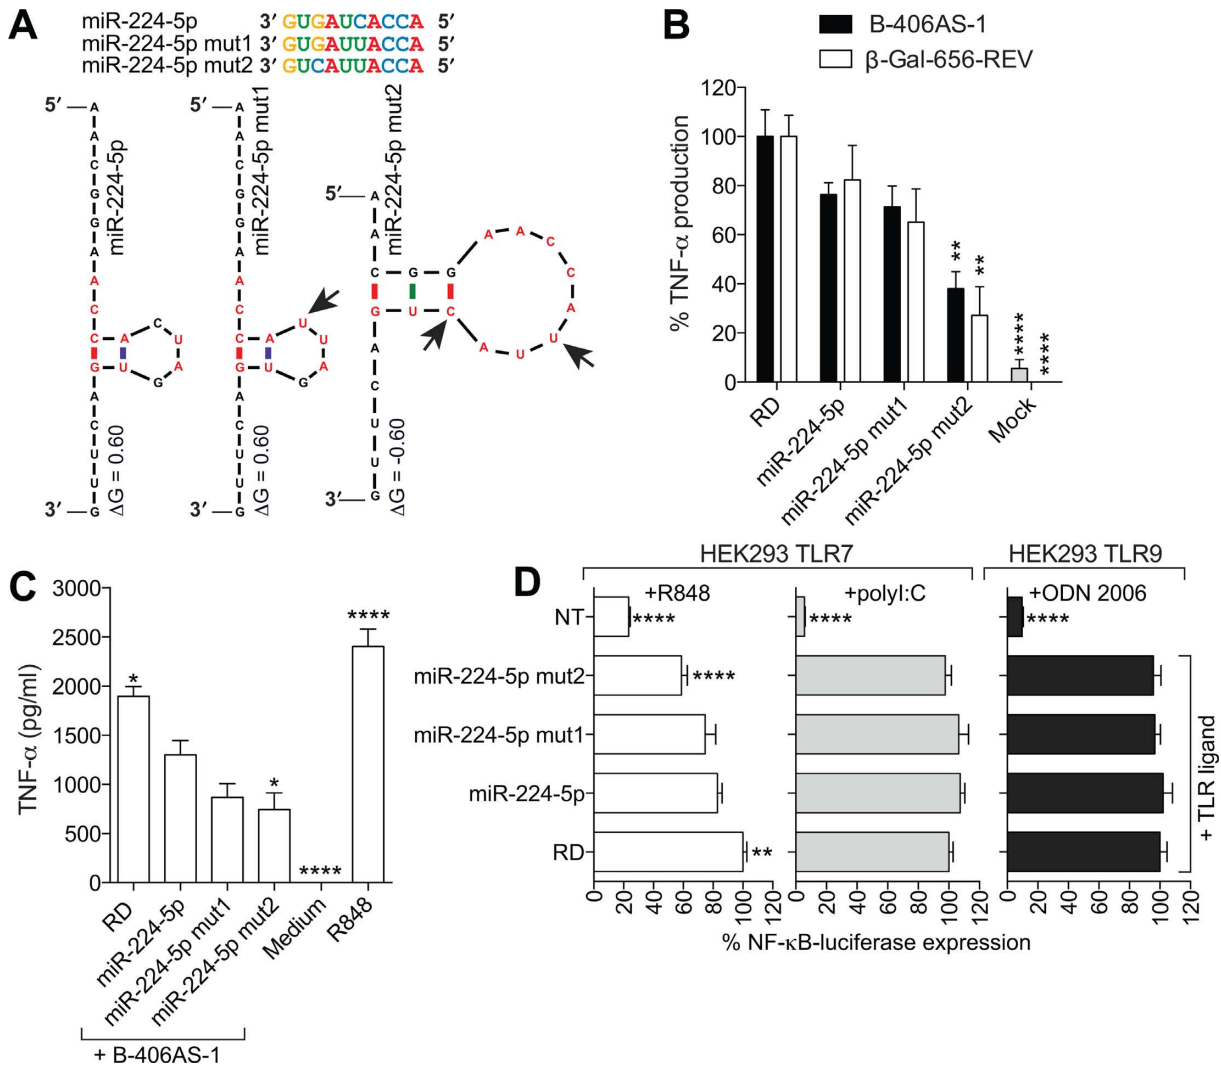 A
miR-224-5p 3′ GUGAUCACCA 5′
miR-224-5p mut1 3′ GUGAUUACCA 5′
miR-224-5p mut2 3′ GUCAUUACCA 5′
5′ A A C G G A A C C A C U A G U G A C U U U G 3′
miR-224-5p
ΔG = 0.60
5′ A A C G G A A C C A U U A G U G A C U U U G 3′
miR-224-5p mut1
ΔG = 0.60
5′ A A C G G A A C C A U U A C U G A C U U U G 3′
miR-224-5p mut2
ΔG = -0.60
B
B-406AS-1
β-Gal-656-REV
% TNF-α production
120
100
80
60
40
20
0
**
**
****
****
RD
miR-224-5p
miR-224-5p mut1
miR-224-5p mut2
Mock
C
TNF-α (pg/ml)
3000
2500
2000
1500
1000
500
0
*
*
****
****
RD
miR-224-5p
miR-224-5p mut1
miR-224-5p mut2
Medium
R848
+ B-406AS-1
D
HEK293 TLR7
HEK293 TLR9
+R848
+polyI:C
+ODN 2006
NT
miR-224-5p mut2
miR-224-5p mut1
miR-224-5p
RD
****
****
**
****
****
+ TLR ligand
0 20 40 60 80 100 120
0 20 40 60 80 100 120
0 20 40 60 80 100 120
% NF-κB-luciferase expression